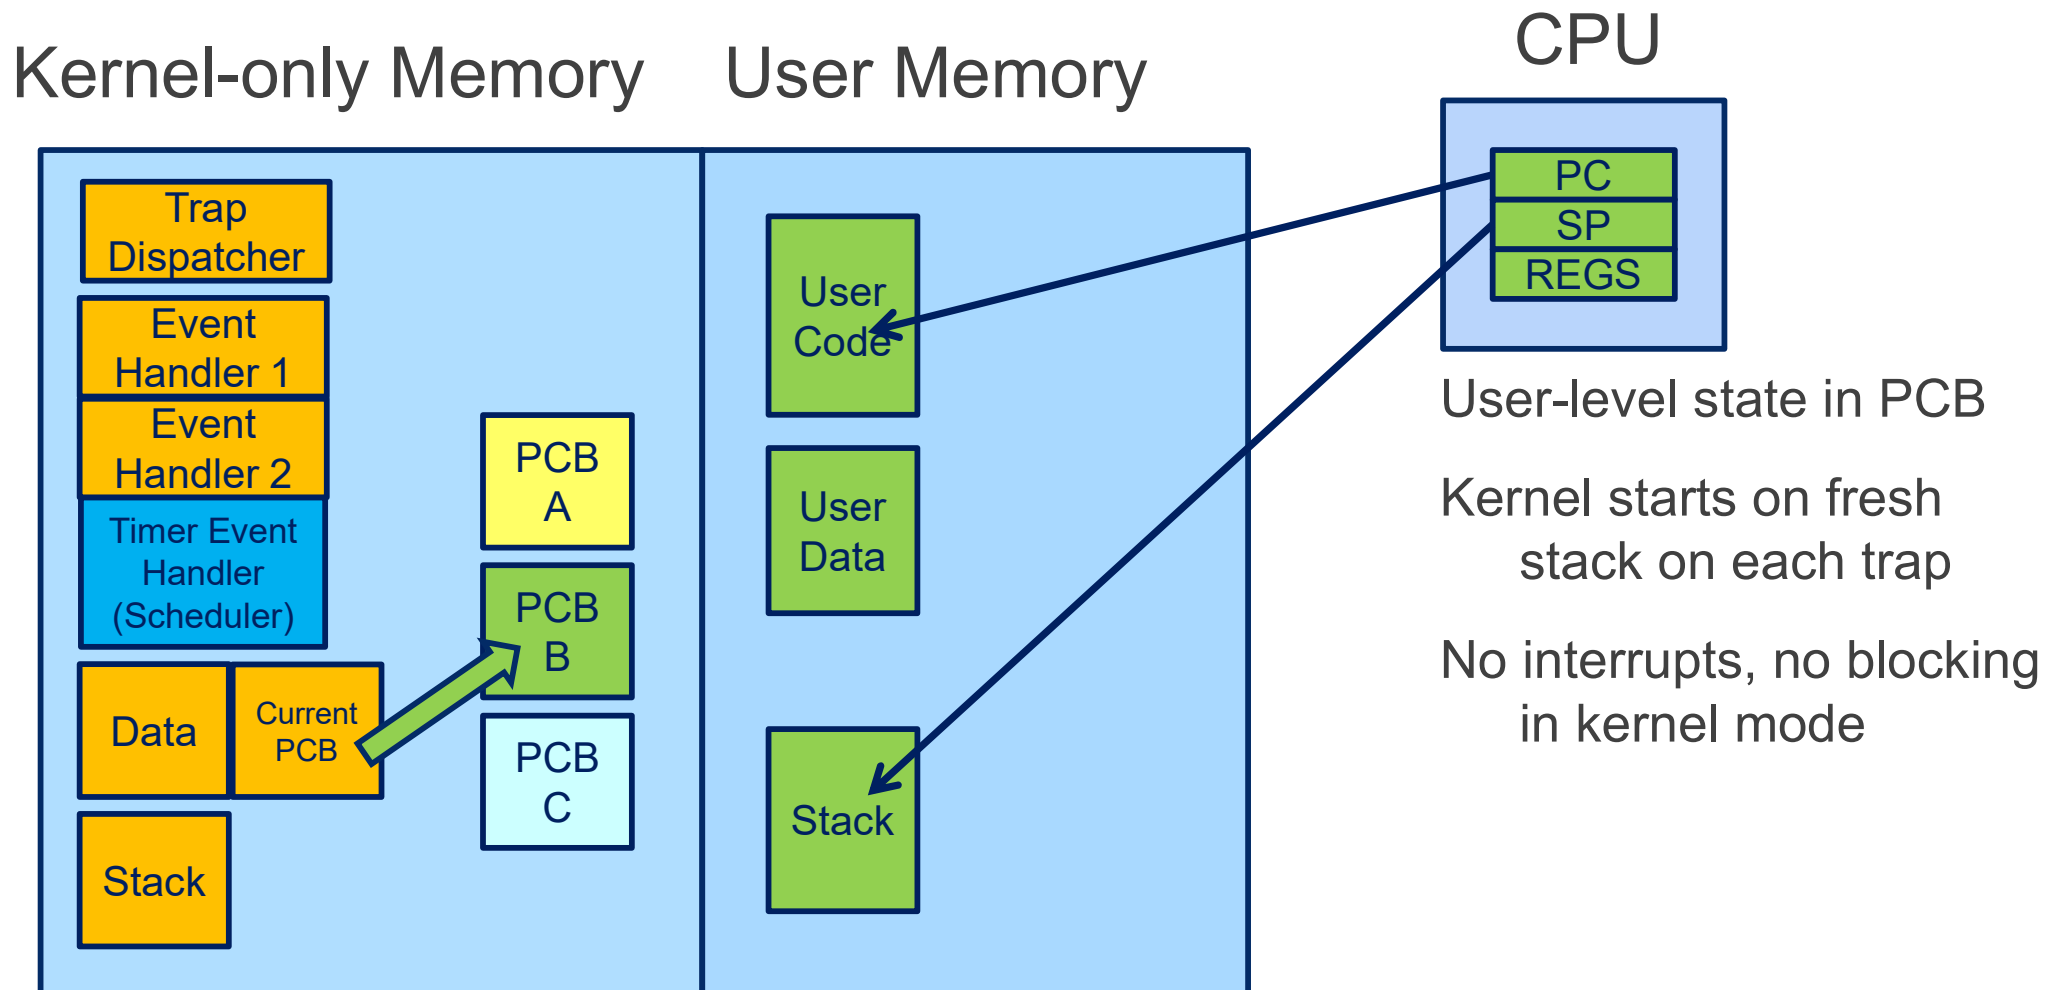 Kernel-only Memory
User Memory
CPU
Trap
Dispatcher
Event
Handler 1
Event
Handler 2
Timer Event
Handler
(Scheduler)
Data
Current
PCB
Stack
PCB
A
PCB
B
PCB
C
User
Code
User
Data
Stack
PC
SP
REGS
User-level state in PCB
Kernel starts on fresh
stack on each trap
No interrupts, no blocking
in kernel mode